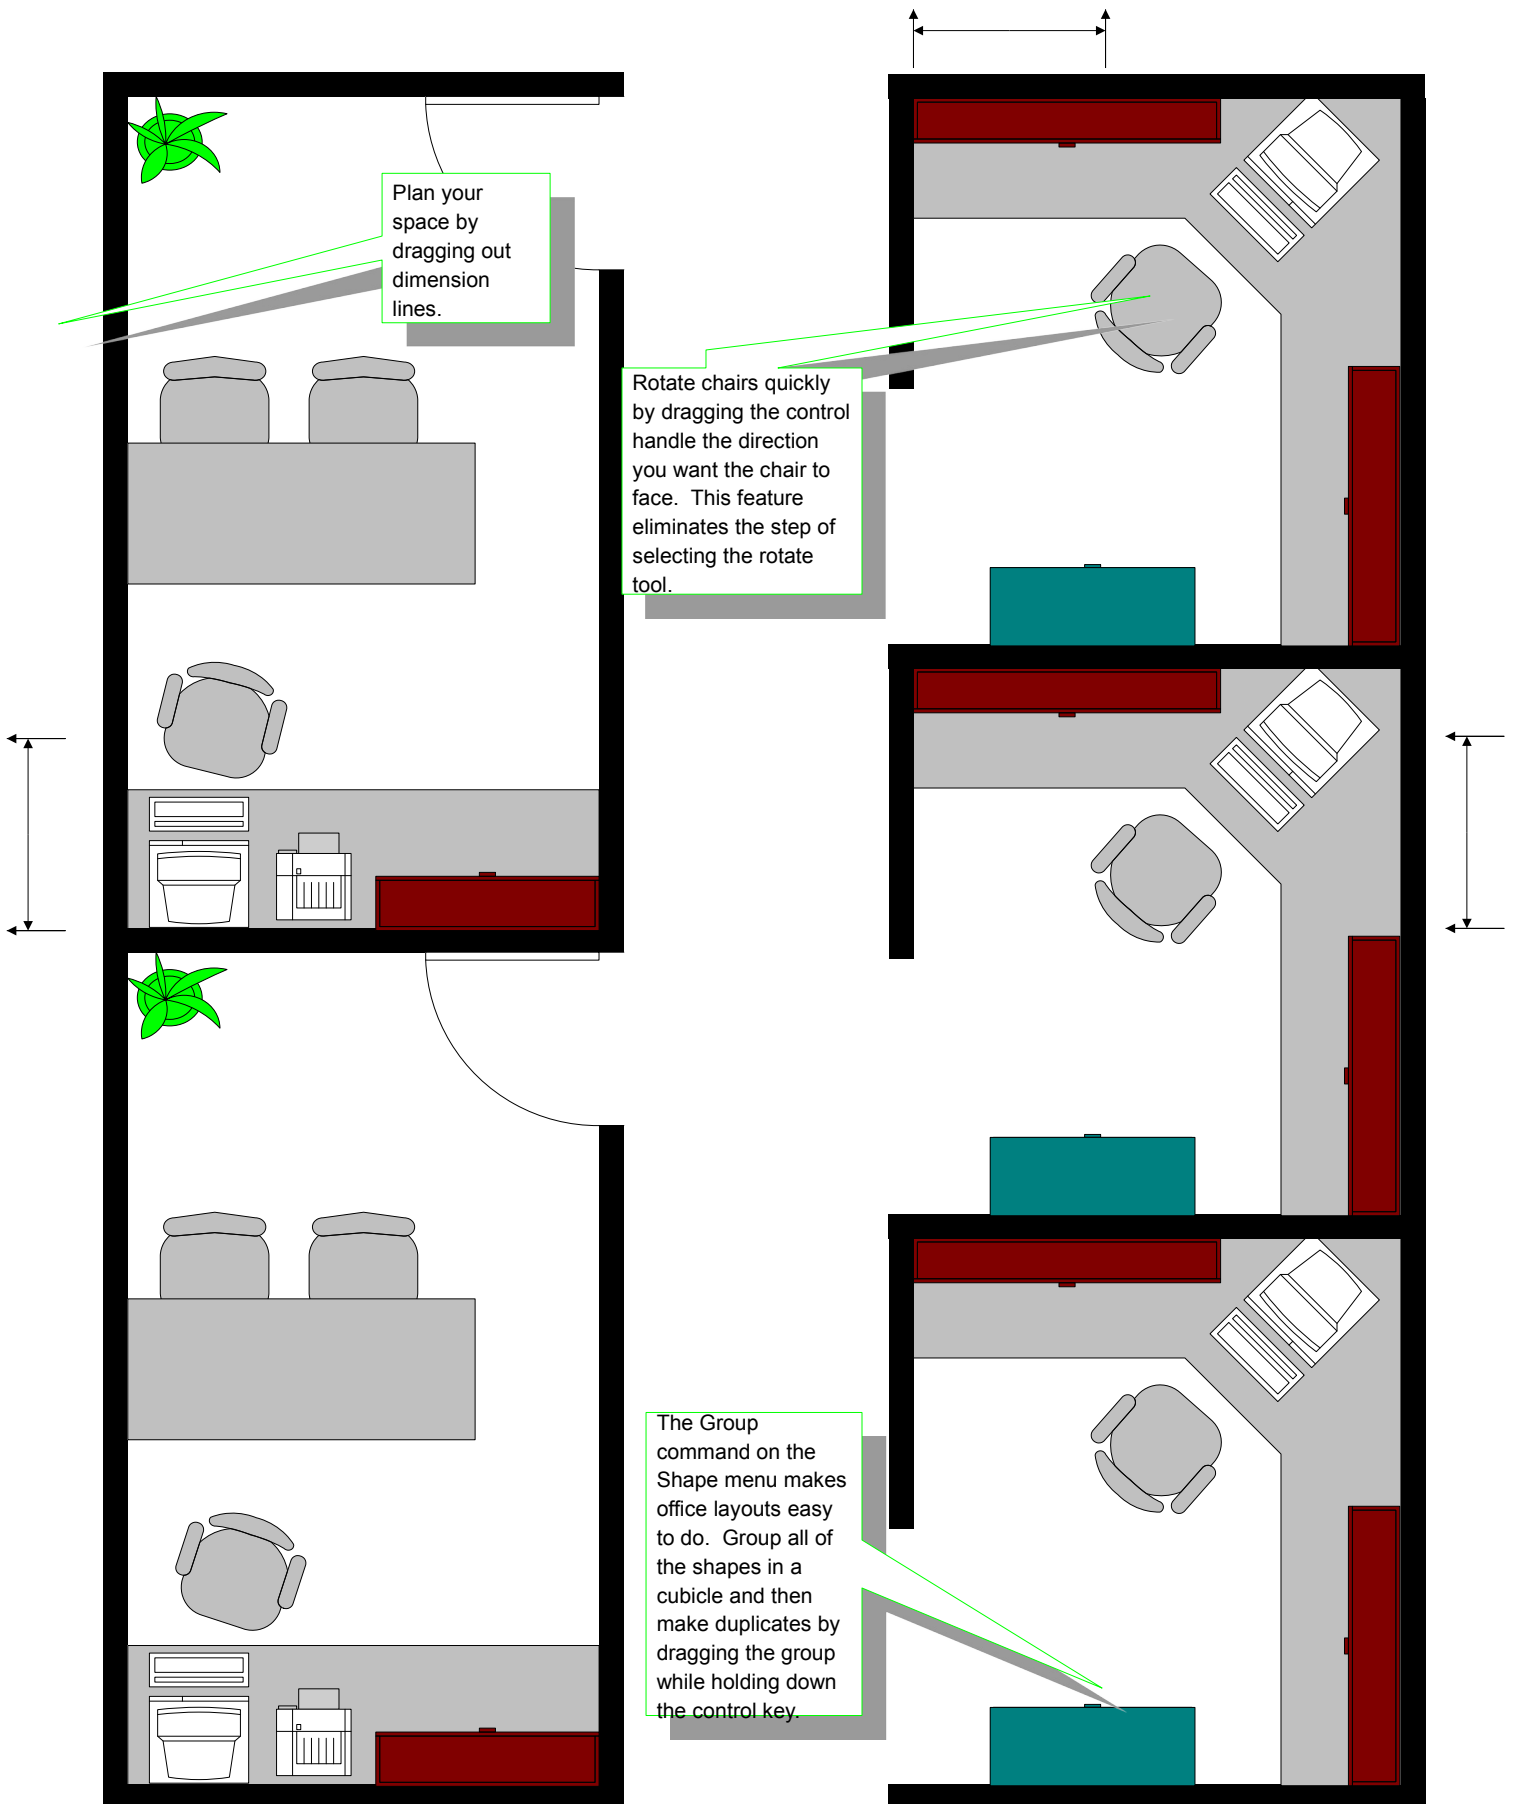 Plan your
space by
dragging out
dimension
lines.
Rotate chairs quickly
by dragging the control
handle the direction
you want the chair to
face.  This feature
eliminates the step of
selecting the rotate
tool.
The Group
command on the
Shape menu makes
office layouts easy
to do.  Group all of
the shapes in a
cubicle and then
make duplicates by
dragging the group
while holding down
the control key.